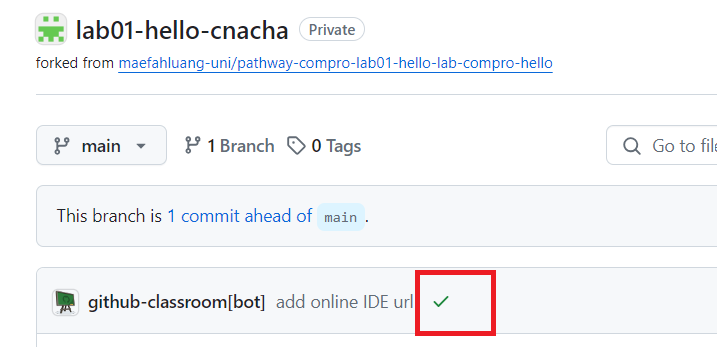 lab01-hello-cnacha Private
forked from maefahluang-uni/pathway-compro-lab01-hello-lab-compro-hello
main 1 Branch 0 Tags Go to file
This branch is 1 commit ahead of main .
github-classroom[bot] add online IDE url